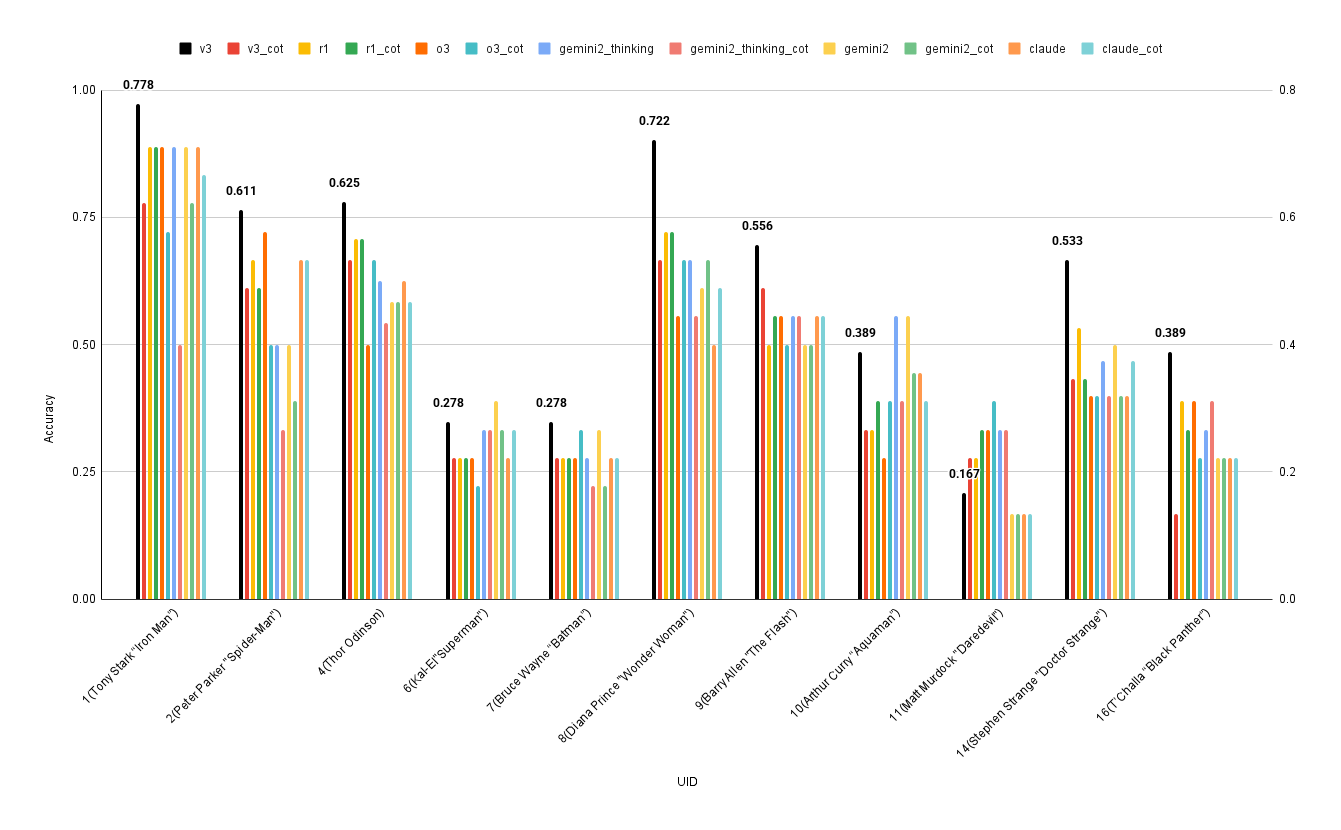 v3 v3_cot r1 r1_cot o3 o3_cot gemini2_thinking gemini2_thinking_cot gemini2 gemini2_cot claude claude_cot
1.00
0.75
0.50
0.25
0.00
0.8
0.6
0.4
0.2
0.0
Accuracy
0.778
0.611
0.625
0.278
0.278
0.722
0.556
0.389
0.167
0.533
0.389
1(Tony Stark "Iron Man")
2(Peter Parker "Spider-Man")
4(Thor Odinson)
6(Kal-El"Superman")
7(Bruce Wayne "Batman")
8(Diana Prince "Wonder Woman")
9(Barry Allen "The Flash")
10(Arthur Curry "Aquaman")
11(Matt Murdock "Daredevil")
14(Stephen Strange "Doctor Strange")
16(T'Challa "Black Panther")
UID